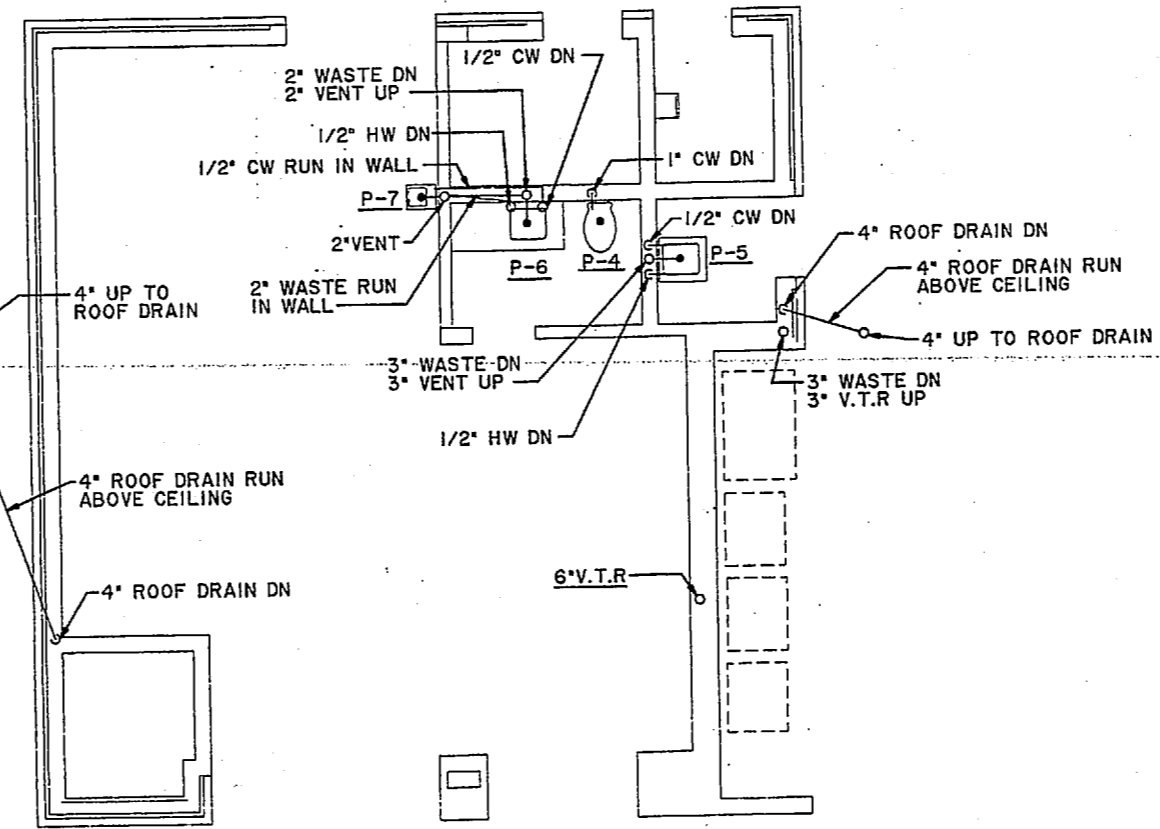 1/2" CW DN
2" WASTE DN
2" VENT UP
1/2" HW DN
1/2" CW RUN IN WALL
1" CW DN
P-7
2"VENT
1/2" CW DN
P-6
P-4
P-5
4" ROOF DRAIN DN
4" ROOF DRAIN RUN
ABOVE CEILING
2" WASTE RUN
IN WALL
4" UP TO
ROOF DRAIN
4" UP TO ROOF DRAIN
3" WASTE DN
3" VENT UP
3" WASTE DN
3" V.T.R UP
1/2" HW DN
4" ROOF DRAIN RUN
ABOVE CEILING
6"V.T.R
4" ROOF DRAIN DN